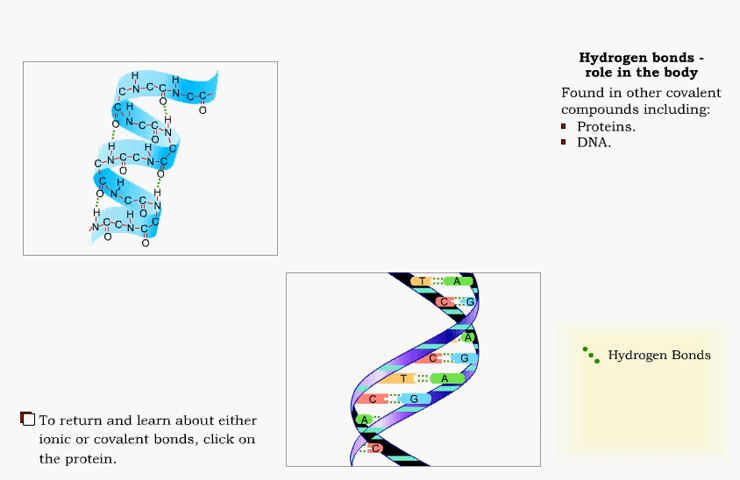 Hydrogen bonds -
role in the body
Found in other covalent
compounds including:
Proteins.
DNA.
H H
C N C C N C C
O O
C H H
O N C C N
O
H H C
C N C C N C
O O
C H H
O N C C N
O
H H C
N C C N C
O O
T A
C G
A
C G
T A
C G
A
C
Hydrogen Bonds
To return and learn about either
ionic or covalent bonds, click on
the protein.